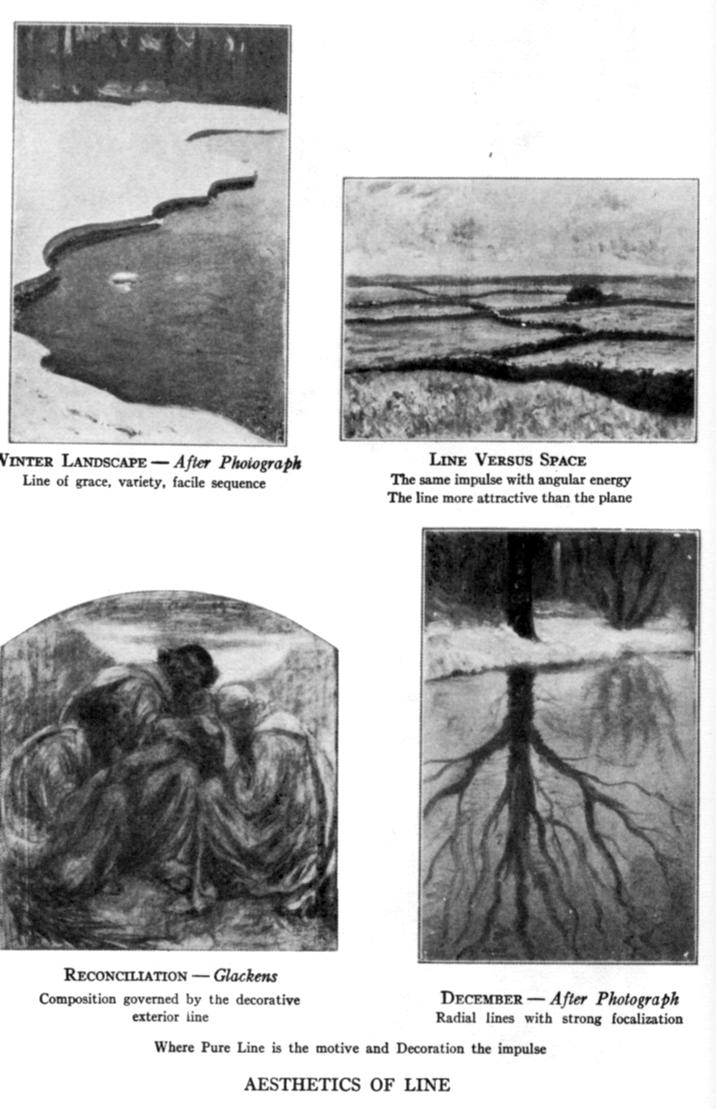 WINTER LANDSCAPE — After Photograph
Line of grace, variety, facile sequence
LINE VERSUS SPACE
The same impulse with angular energy
The line more attractive than the plane
RECONCILIATION — Glackens
Composition governed by the decorative
exterior line
DECEMBER — After Photograph
Radial lines with strong focalization
Where Pure Line is the motive and Decoration the impulse
AESTHETICS OF LINE